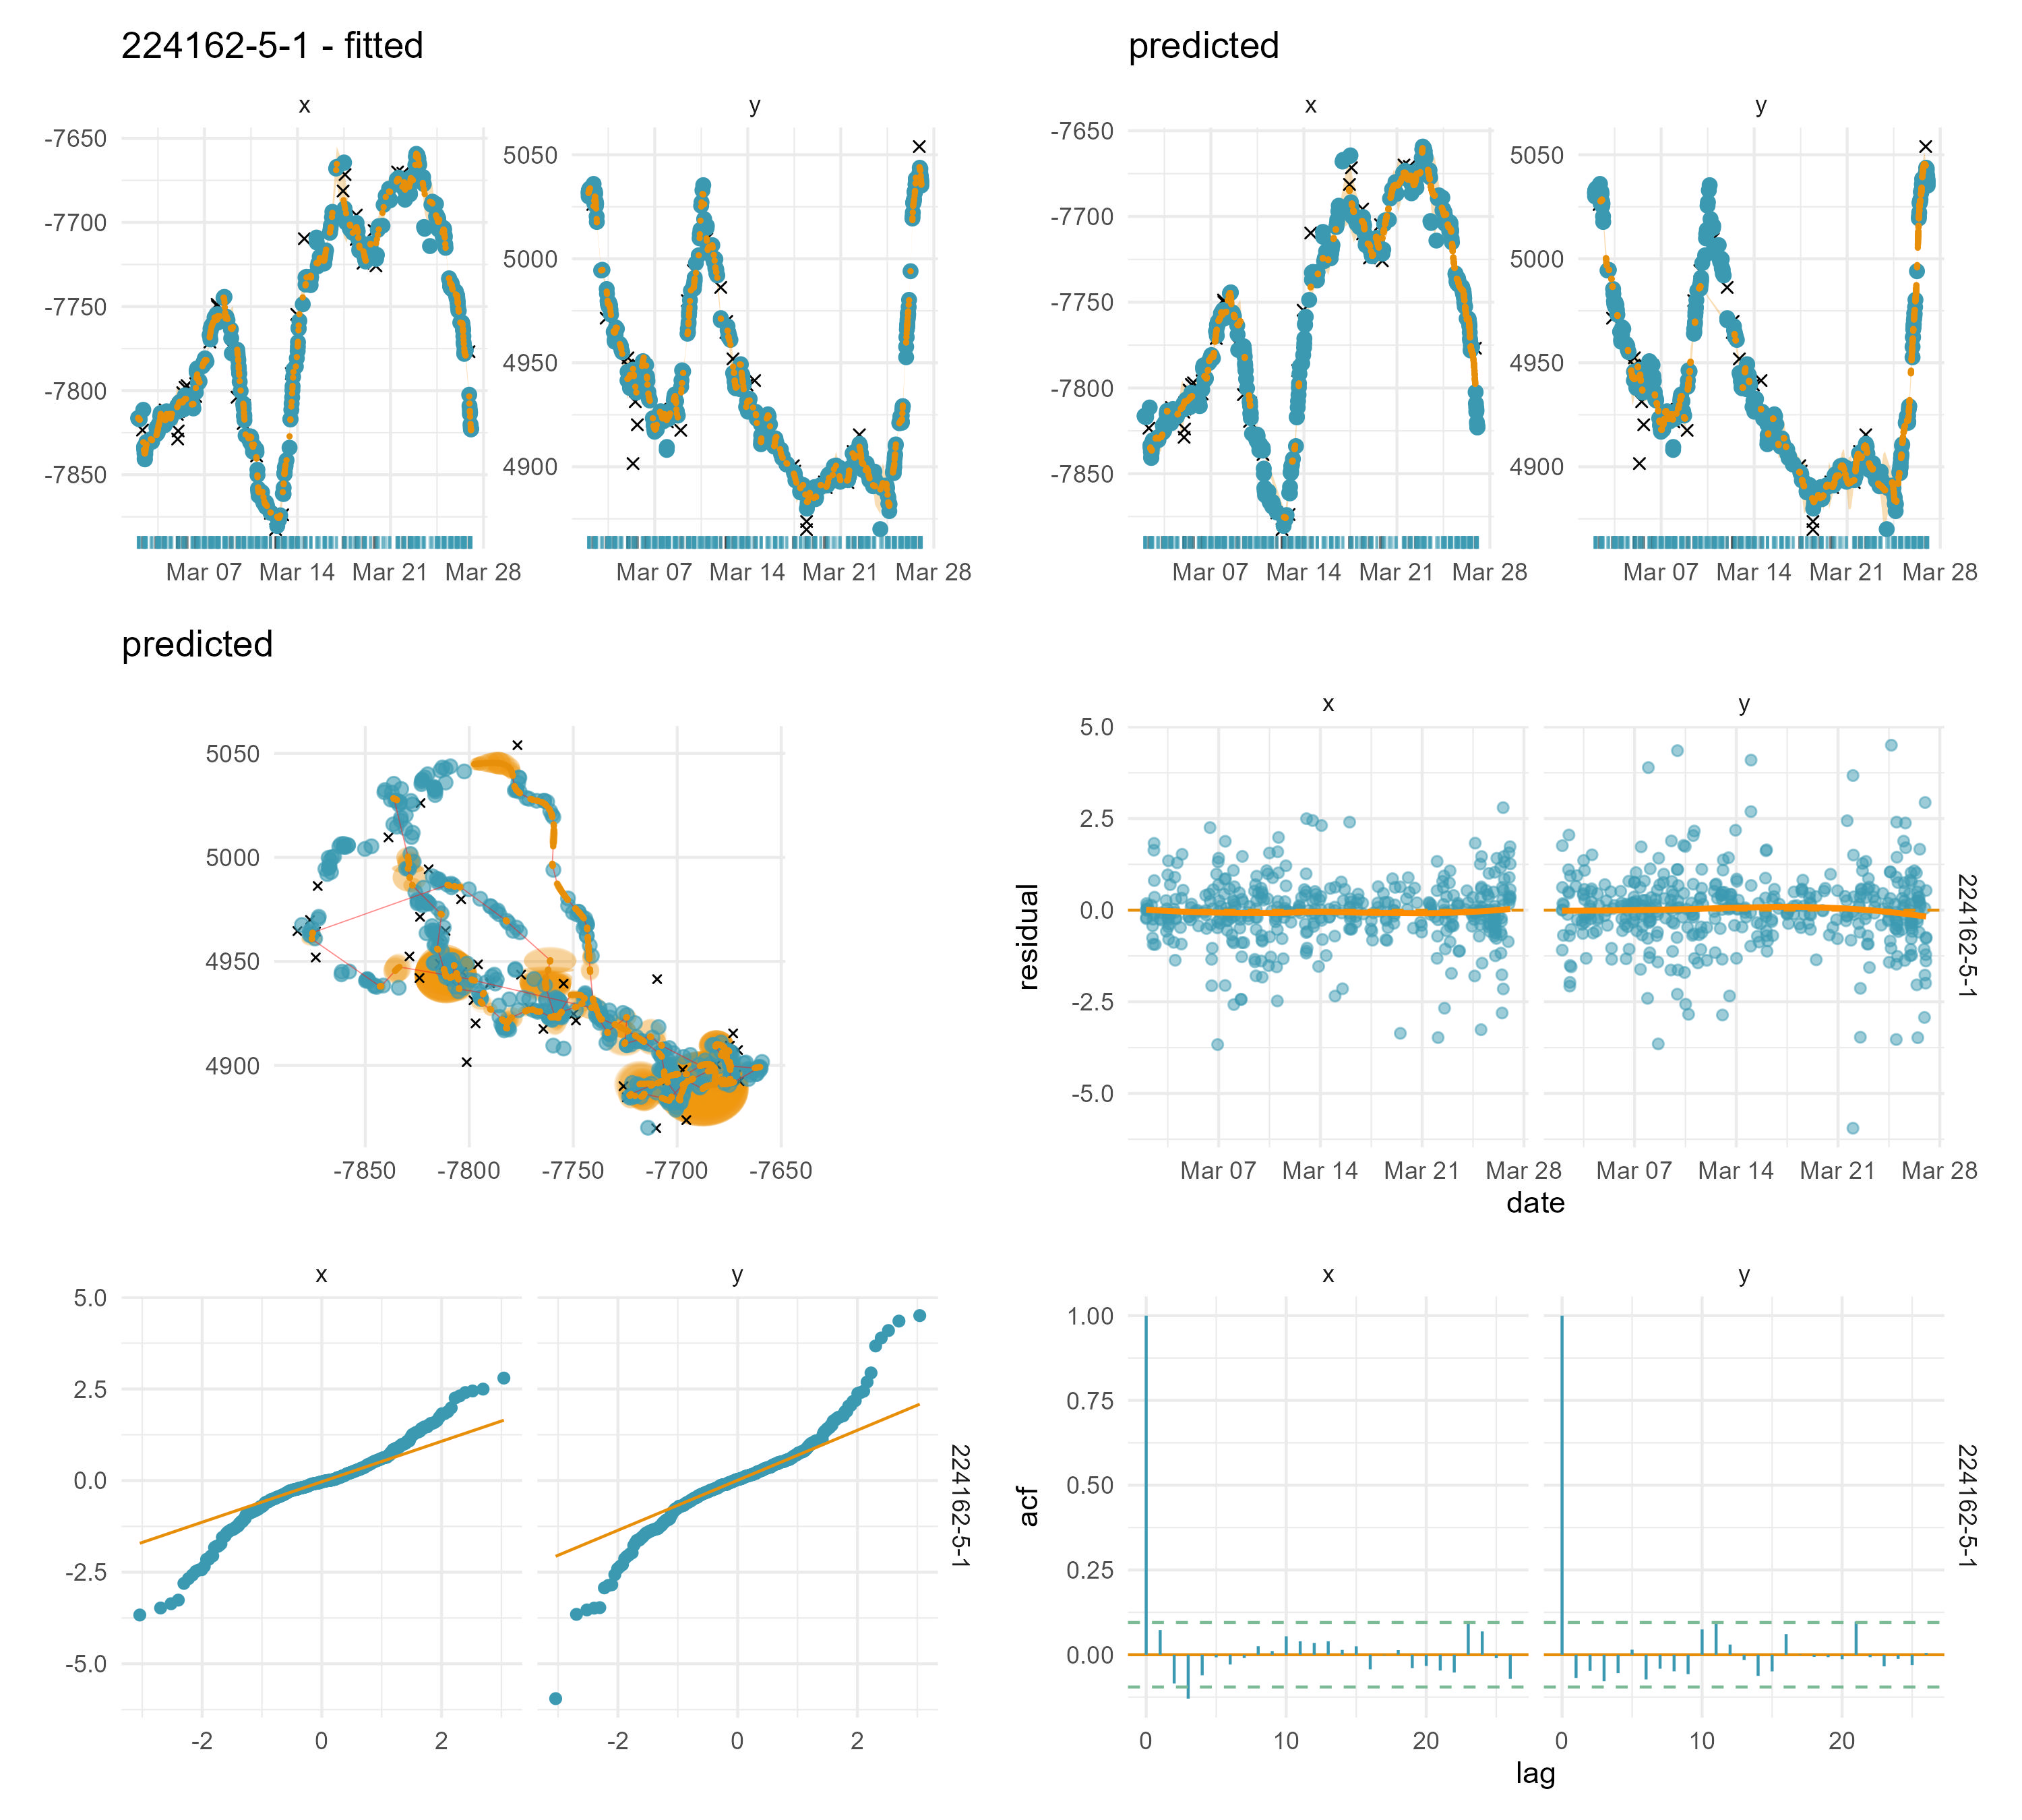 224162-5-1 - fitted
x
y
-7650
-7700
-7750
-7800
-7850
5050
5000
4950
4900
Mar 07
Mar 14
Mar 21
Mar 28
Mar 07
Mar 14
Mar 21
Mar 28
predicted
x
y
-7650
-7700
-7750
-7800
-7850
5050
5000
4950
4900
Mar 07
Mar 14
Mar 21
Mar 28
Mar 07
Mar 14
Mar 21
Mar 28
predicted
5050
5000
4950
4900
-7850
-7800
-7750
-7700
-7650
x
y
residual
5.0
2.5
0.0
-2.5
-5.0
224162-5-1
Mar 07
Mar 14
Mar 21
Mar 28
Mar 07
Mar 14
Mar 21
Mar 28
date
x
y
5.0
2.5
0.0
-2.5
-5.0
224162-5-1
-2
0
2
-2
0
2
x
y
acf
1.00
0.75
0.50
0.25
0.00
224162-5-1
0
10
20
0
10
20
lag